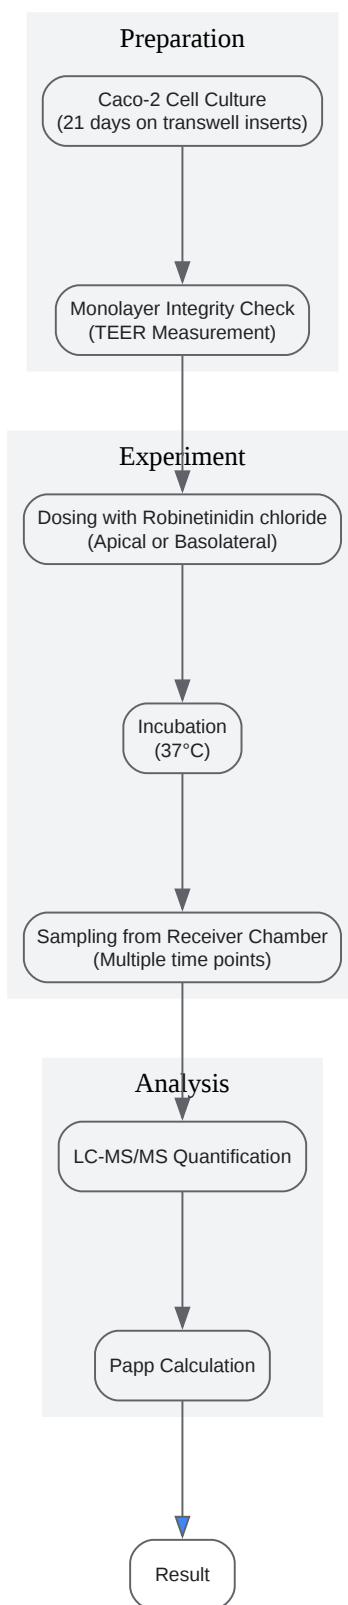 Preparation
Caco-2 Cell Culture
(21 days on transwell inserts)
Monolayer Integrity Check
(TEER Measurement)
Experiment
Dosing with Robinetinidin chloride
(Apical or Basolateral)
Incubation
(37°C)
Sampling from Receiver Chamber
(Multiple time points)
Analysis
LC-MS/MS Quantification
Papp Calculation
Result